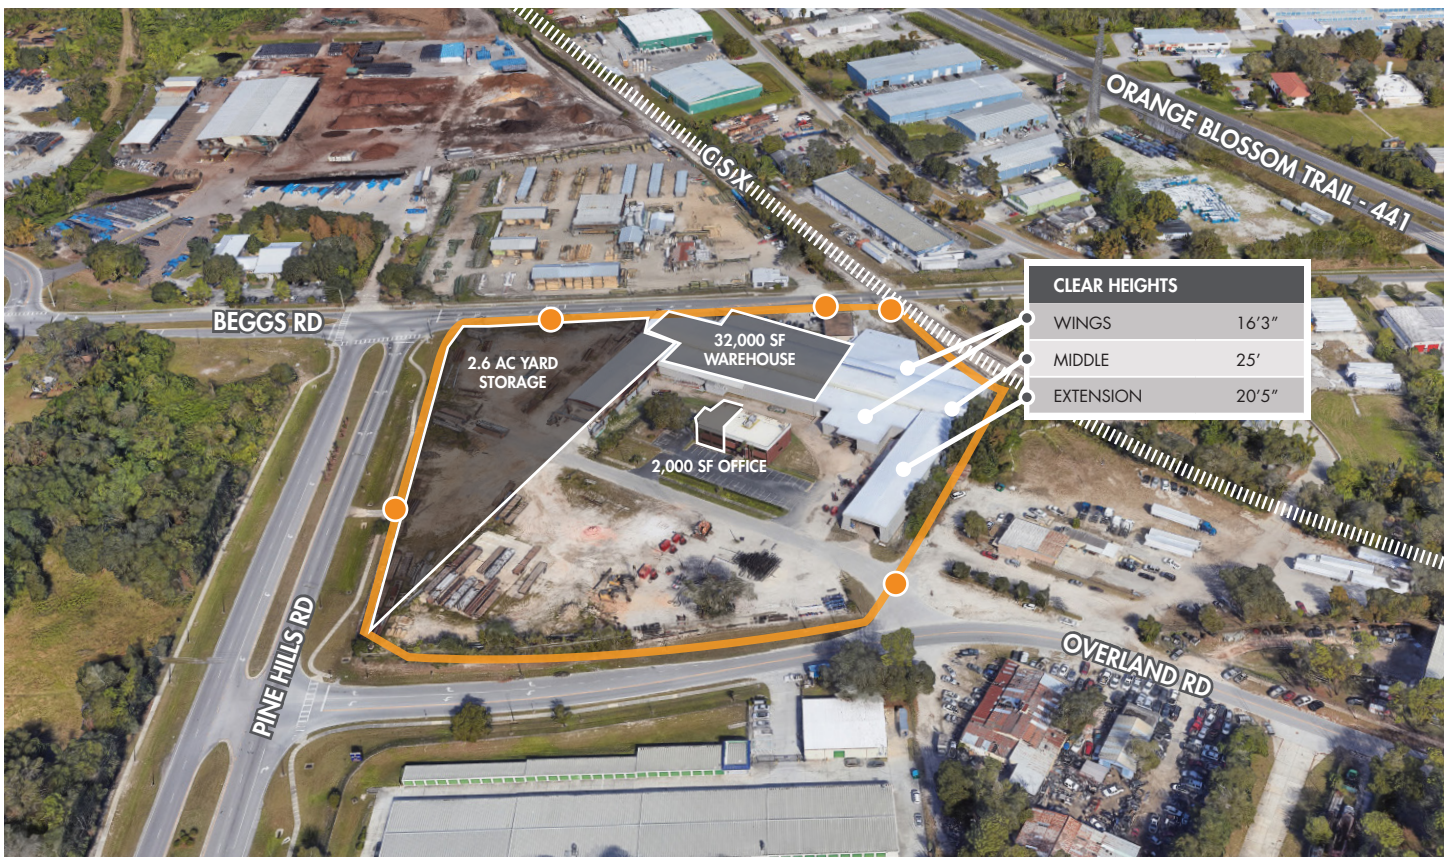 ORANGE BLOSSOM TRAIL - 441
CSX
CLEAR HEIGHTS
WINGS 16’3”
MIDDLE 25’
EXTENSION 20’5”
BEGGS RD
2.6 AC YARD
STORAGE
32,000 SF
WAREHOUSE
2,000 SF OFFICE
PINE HILLS RD
OVERLAND RD